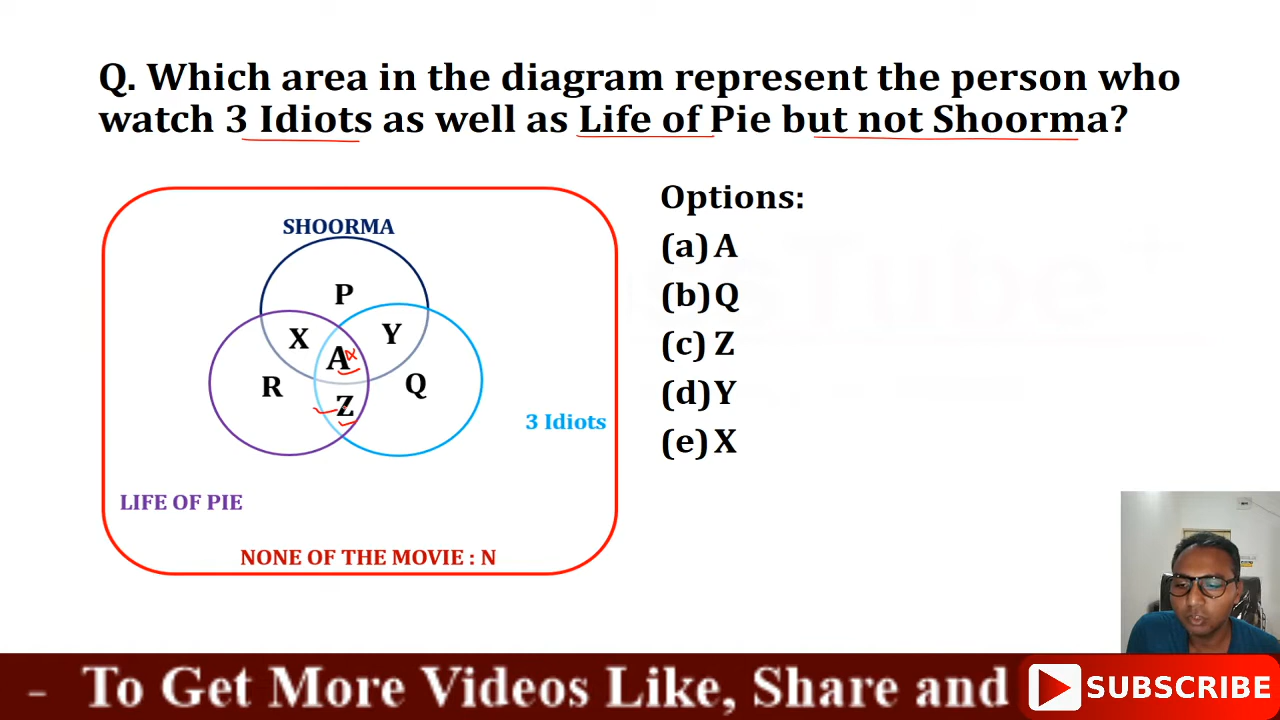 Q. Which area in the diagram represent the person who
watch 3 Idiots as well as Life of Pie but not Shoorma?
SHOORMA
P
X
Y
A
R
Q
Z
3 Idiots
LIFE OF PIE
NONE OF THE MOVIE : N
Options:
(a) A
(b) Q
(c) Z
(d) Y
(e) X
- To Get More Videos Like, Share and
SUBSCRIBE